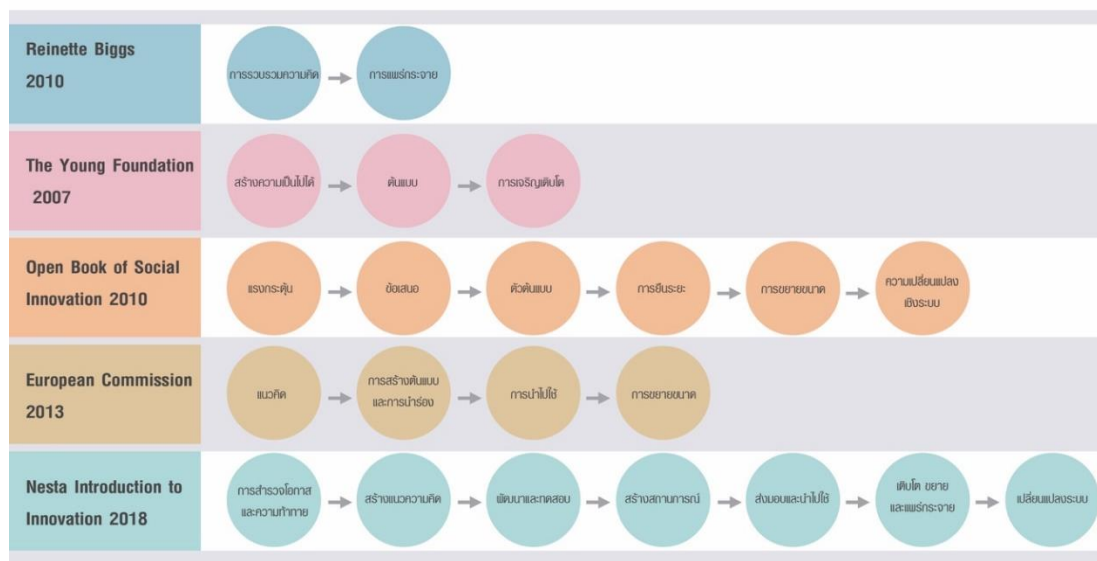 Reinette Biggs
2010
การรวบรวมความคิด
การแพร่กระจาย
The Young Foundation
2007
สร้างความเป็นไปได้
ต้นแบบ
การเจริญเติบโต
Open Book of Social
Innovation 2010
แรงกระตุ้น
ข้อเสนอ
ตัวต้นแบบ
การยืนระยะ
การขยายขนาด
ความเปลี่ยนแปลง
เชิงระบบ
European Commission
2013
แนวคิด
การสร้างต้นแบบ
และการนำร่อง
การนำไปใช้
การขยายขนาด
Nesta Introduction to
Innovation 2018
การสำรวจโอกาส
และความท้าทาย
สร้างแนวความคิด
พัฒนาและทดสอบ
สร้างสถานการณ์
ส่งมอบและนำไปใช้
เติบโต ขยาย
และแพร่กระจาย
เปลี่ยนแปลงระบบ